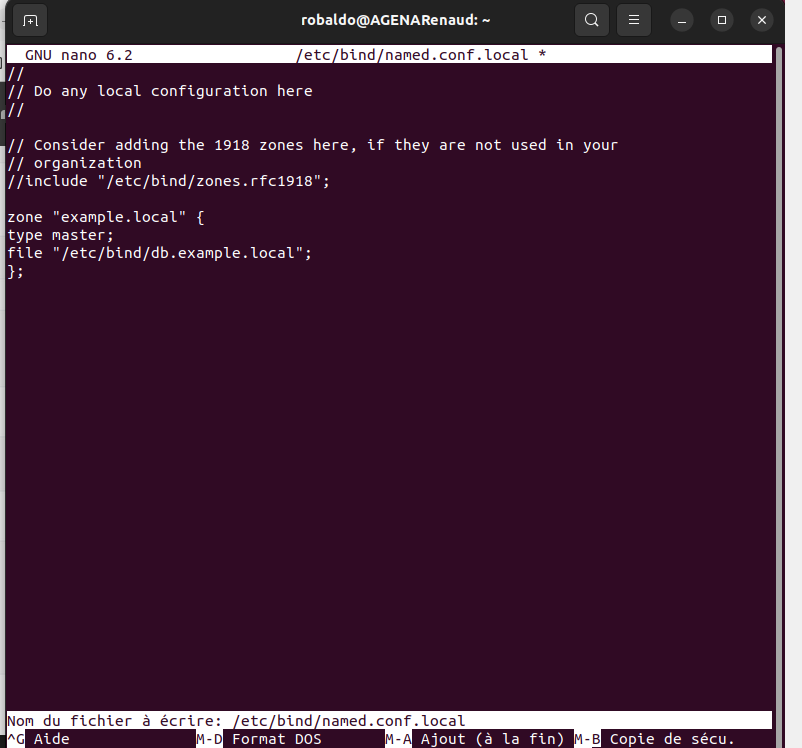 robaldo@AGENARenaud: ~
GNU nano 6.2 /etc/bind/named.conf.local *
//
// Do any local configuration here
//
// Consider adding the 1918 zones here, if they are not used in your
// organization
//include "/etc/bind/zones.rfc1918";
zone "example.local" {
type master;
file "/etc/bind/db.example.local";
};
Nom du fichier à écrire: /etc/bind/named.conf.local
^G Aide M-D Format DOS M-A Ajout (à la fin) M-B Copie de sécu.